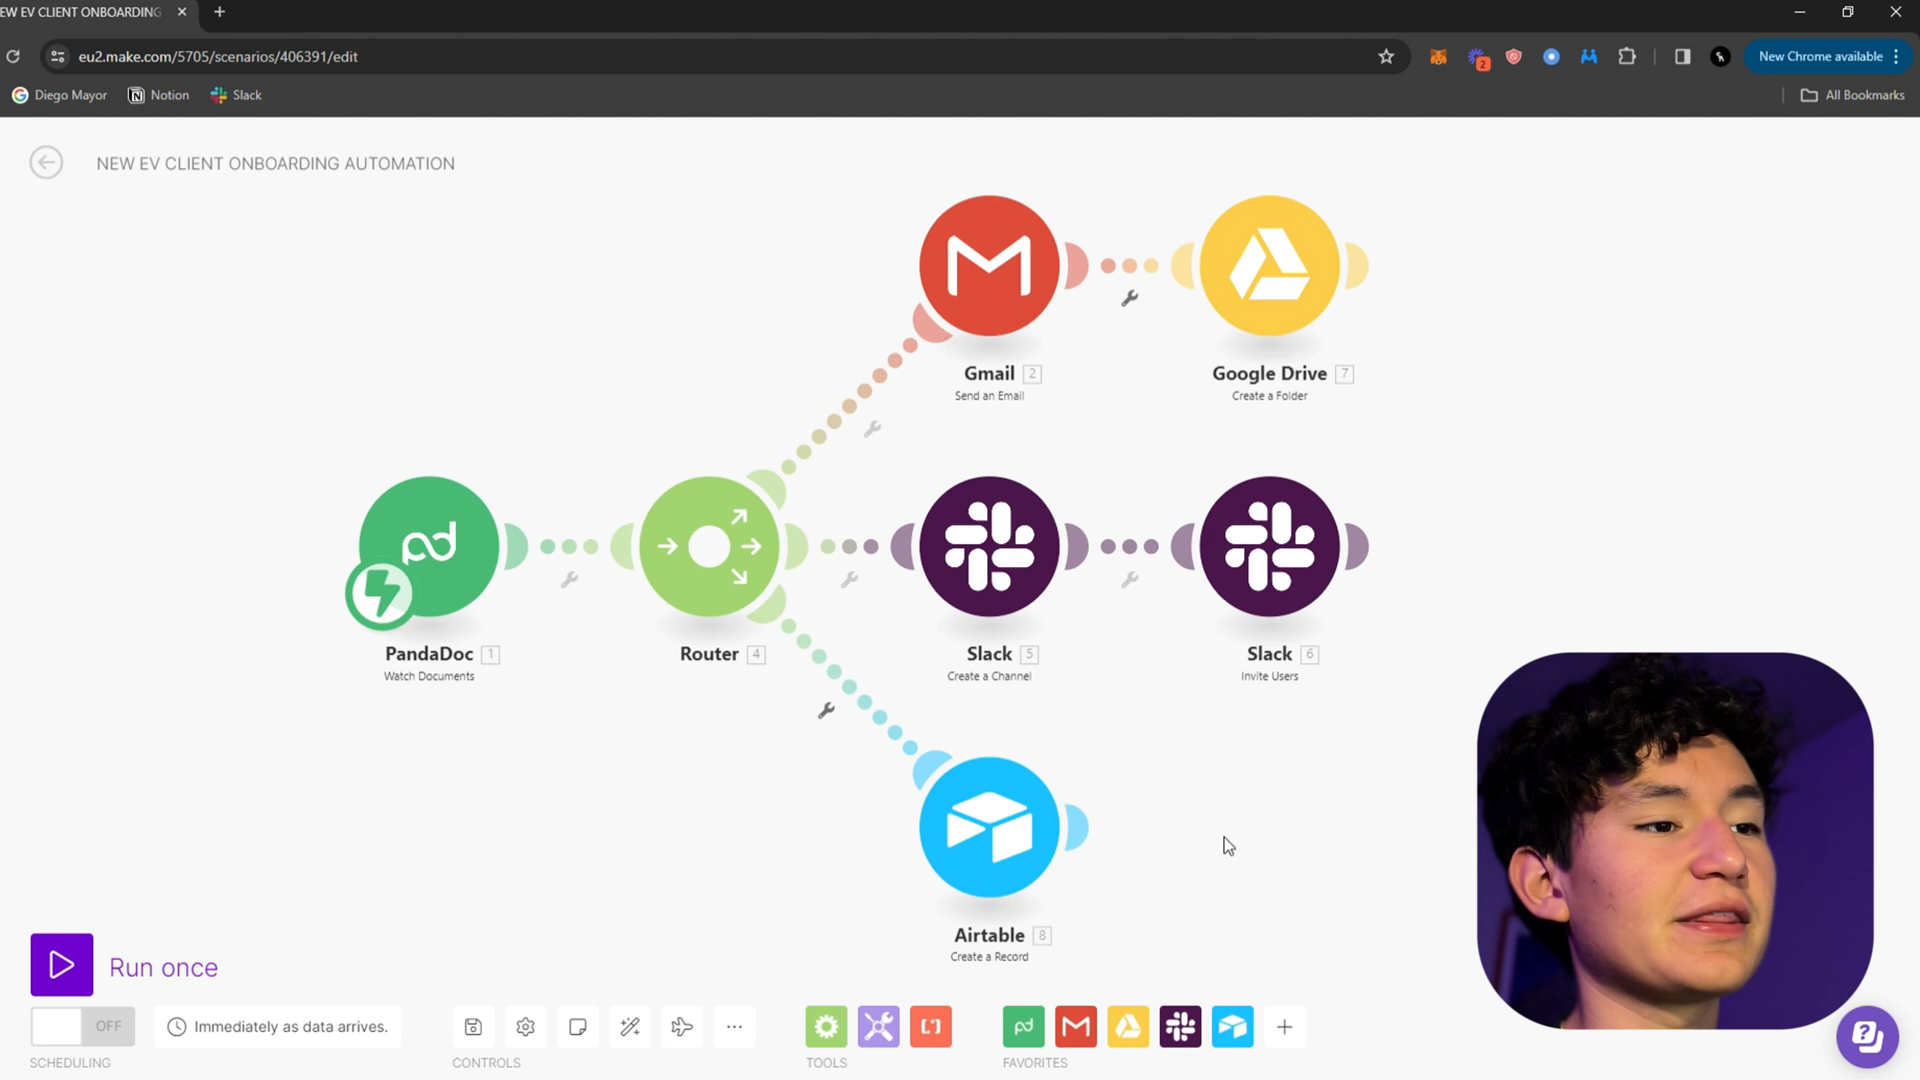 EW EV CLIENT ONBOARDING
eu2.make.com/5705/scenarios/406391/edit
2
New Chrome available
Diego Mayor
Notion
Slack
All Bookmarks
NEW EV CLIENT ONBOARDING AUTOMATION
Gmail 2
Send an Email
Google Drive 7
Create a Folder
PandaDoc 1
Watch Documents
Router 4
Slack 5
Create a Channel
Slack 6
Invite Users
Airtable 8
Create a Record
Run once
OFF
Immediately as data arrives.
SCHEDULING
CONTROLS
TOOLS
FAVORITES